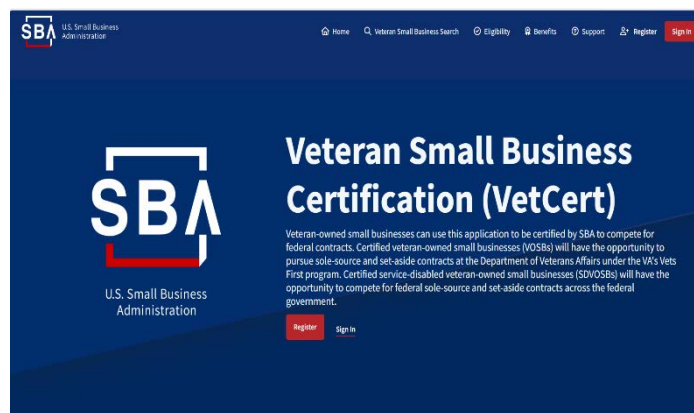 SBA U.S. Small Business
Administration
Home Veteran Small Business Search Eligibility Benefits Support Register Sign In
SBA
U.S. Small Business
Administration
Veteran Small Business
Certification (VetCert)
Veteran-owned small businesses can use this application to be certified by SBA to compete for
federal contracts. Certified veteran-owned small businesses (VOSBs) will have the opportunity to
pursue sole-source and set-aside contracts at the Department of Veterans Affairs under the VA's Vets
First program. Certified service-disabled veteran-owned small businesses (SDVOSBs) will have the
opportunity to compete for federal sole-source and set-aside contracts across the federal
government.
Register Sign In